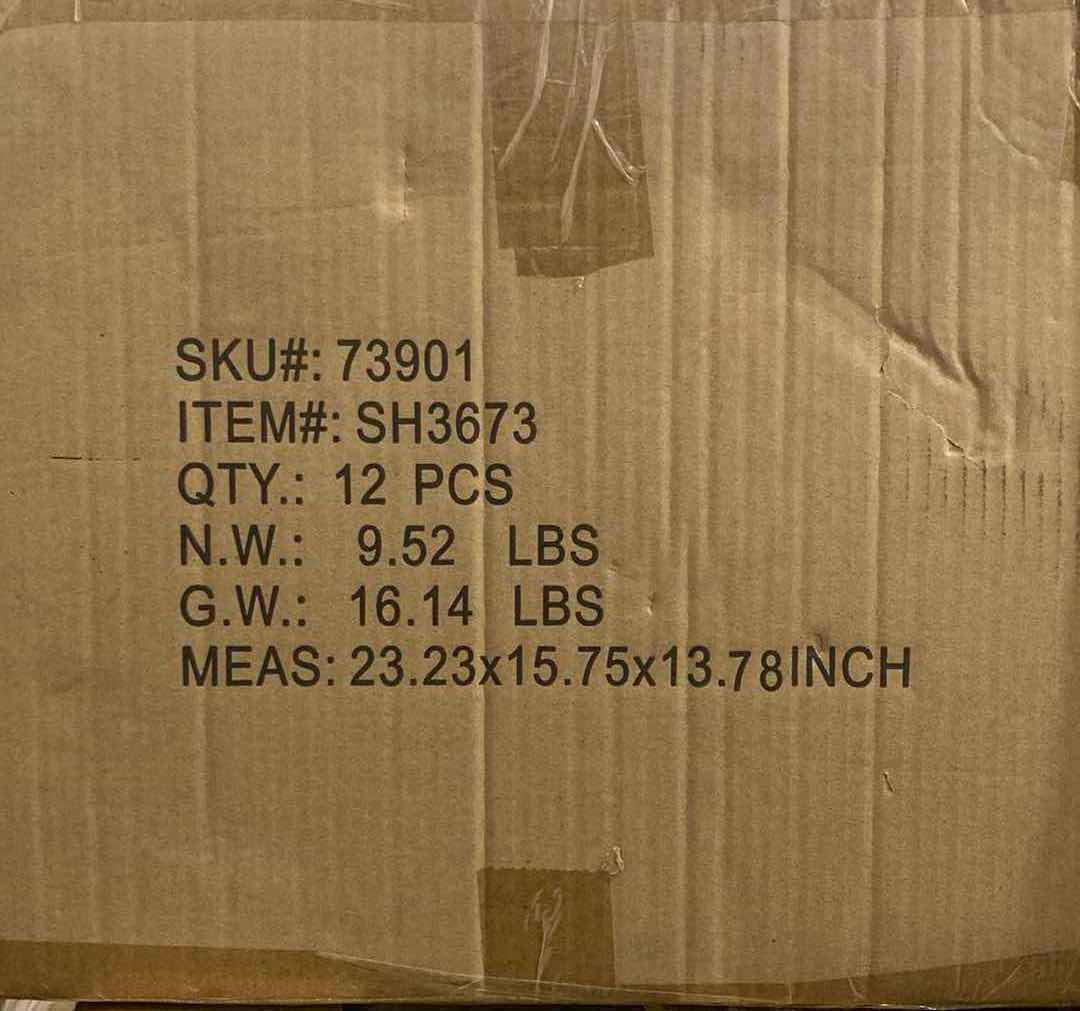 SKU#: 73901
ITEM#: SH3673
QTY.: 12 PCS
N.W.: 9.52 LBS
G.W.: 16.14 LBS
MEAS: 23.23x15.75x13.78INCH